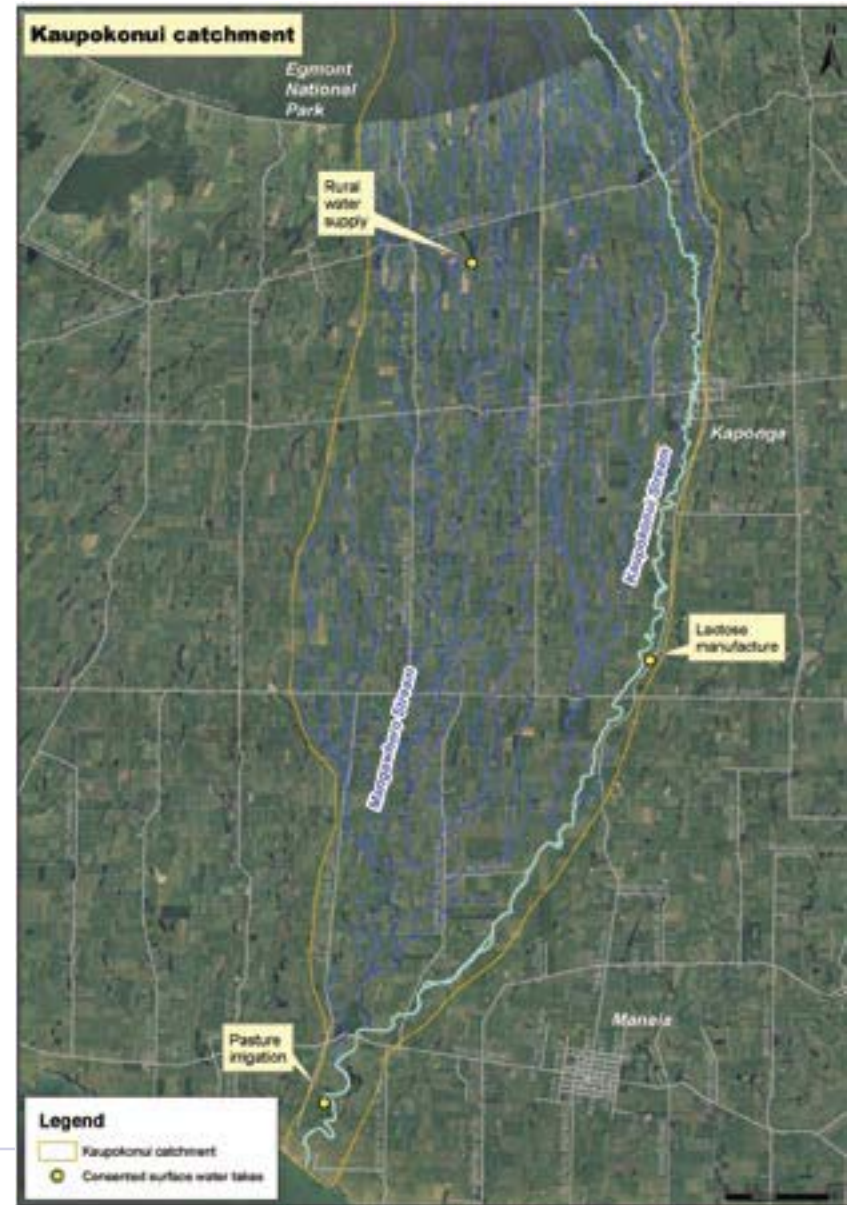 Kaupokonui catchment
N
Egmont
National
Park
Rural
water
supply
Kaponga
Kaupokonui Stream
Lactose
manufacture
Stream
Manaia
Pasture
irrigation
Legend
Kaupokonui catchment
Consented surface water takes